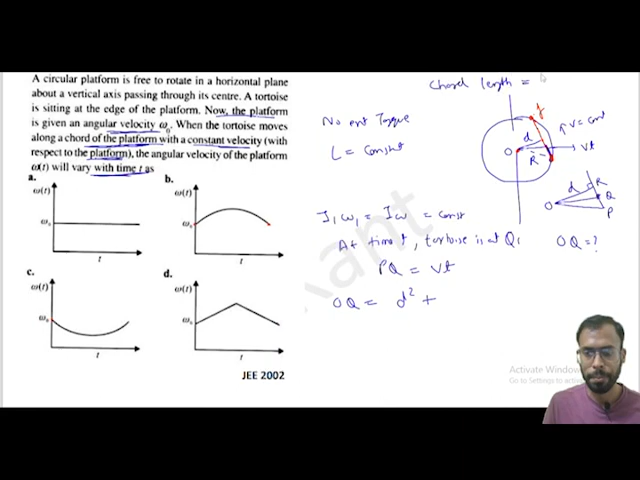 A circular platform is free to rotate in a horizontal plane
about a vertical axis passing through its centre. A tortoise
is sitting at the edge of the platform. Now, the platform
is given an angular velocity ω₀. When the tortoise moves
along a chord of the platform with a constant velocity (with
respect to the platform), the angular velocity of the platform
ω(t) will vary with time t as
a.
ω(t)
ω₀
t
b.
ω(t)
ω₀
t
c.
ω(t)
ω₀
t
d.
ω(t)
ω₀
t
JEE 2002
Chord length =
No ext Torque
L = Constnt
d
O
R
V = cont
vt
d
R
Q
O
P
I₁ω₁ = Iω = const
At time t, tortoise is at Q,
OQ = ?
PQ = vt
OQ = d² +
Activate Window
Go to Settings to activ